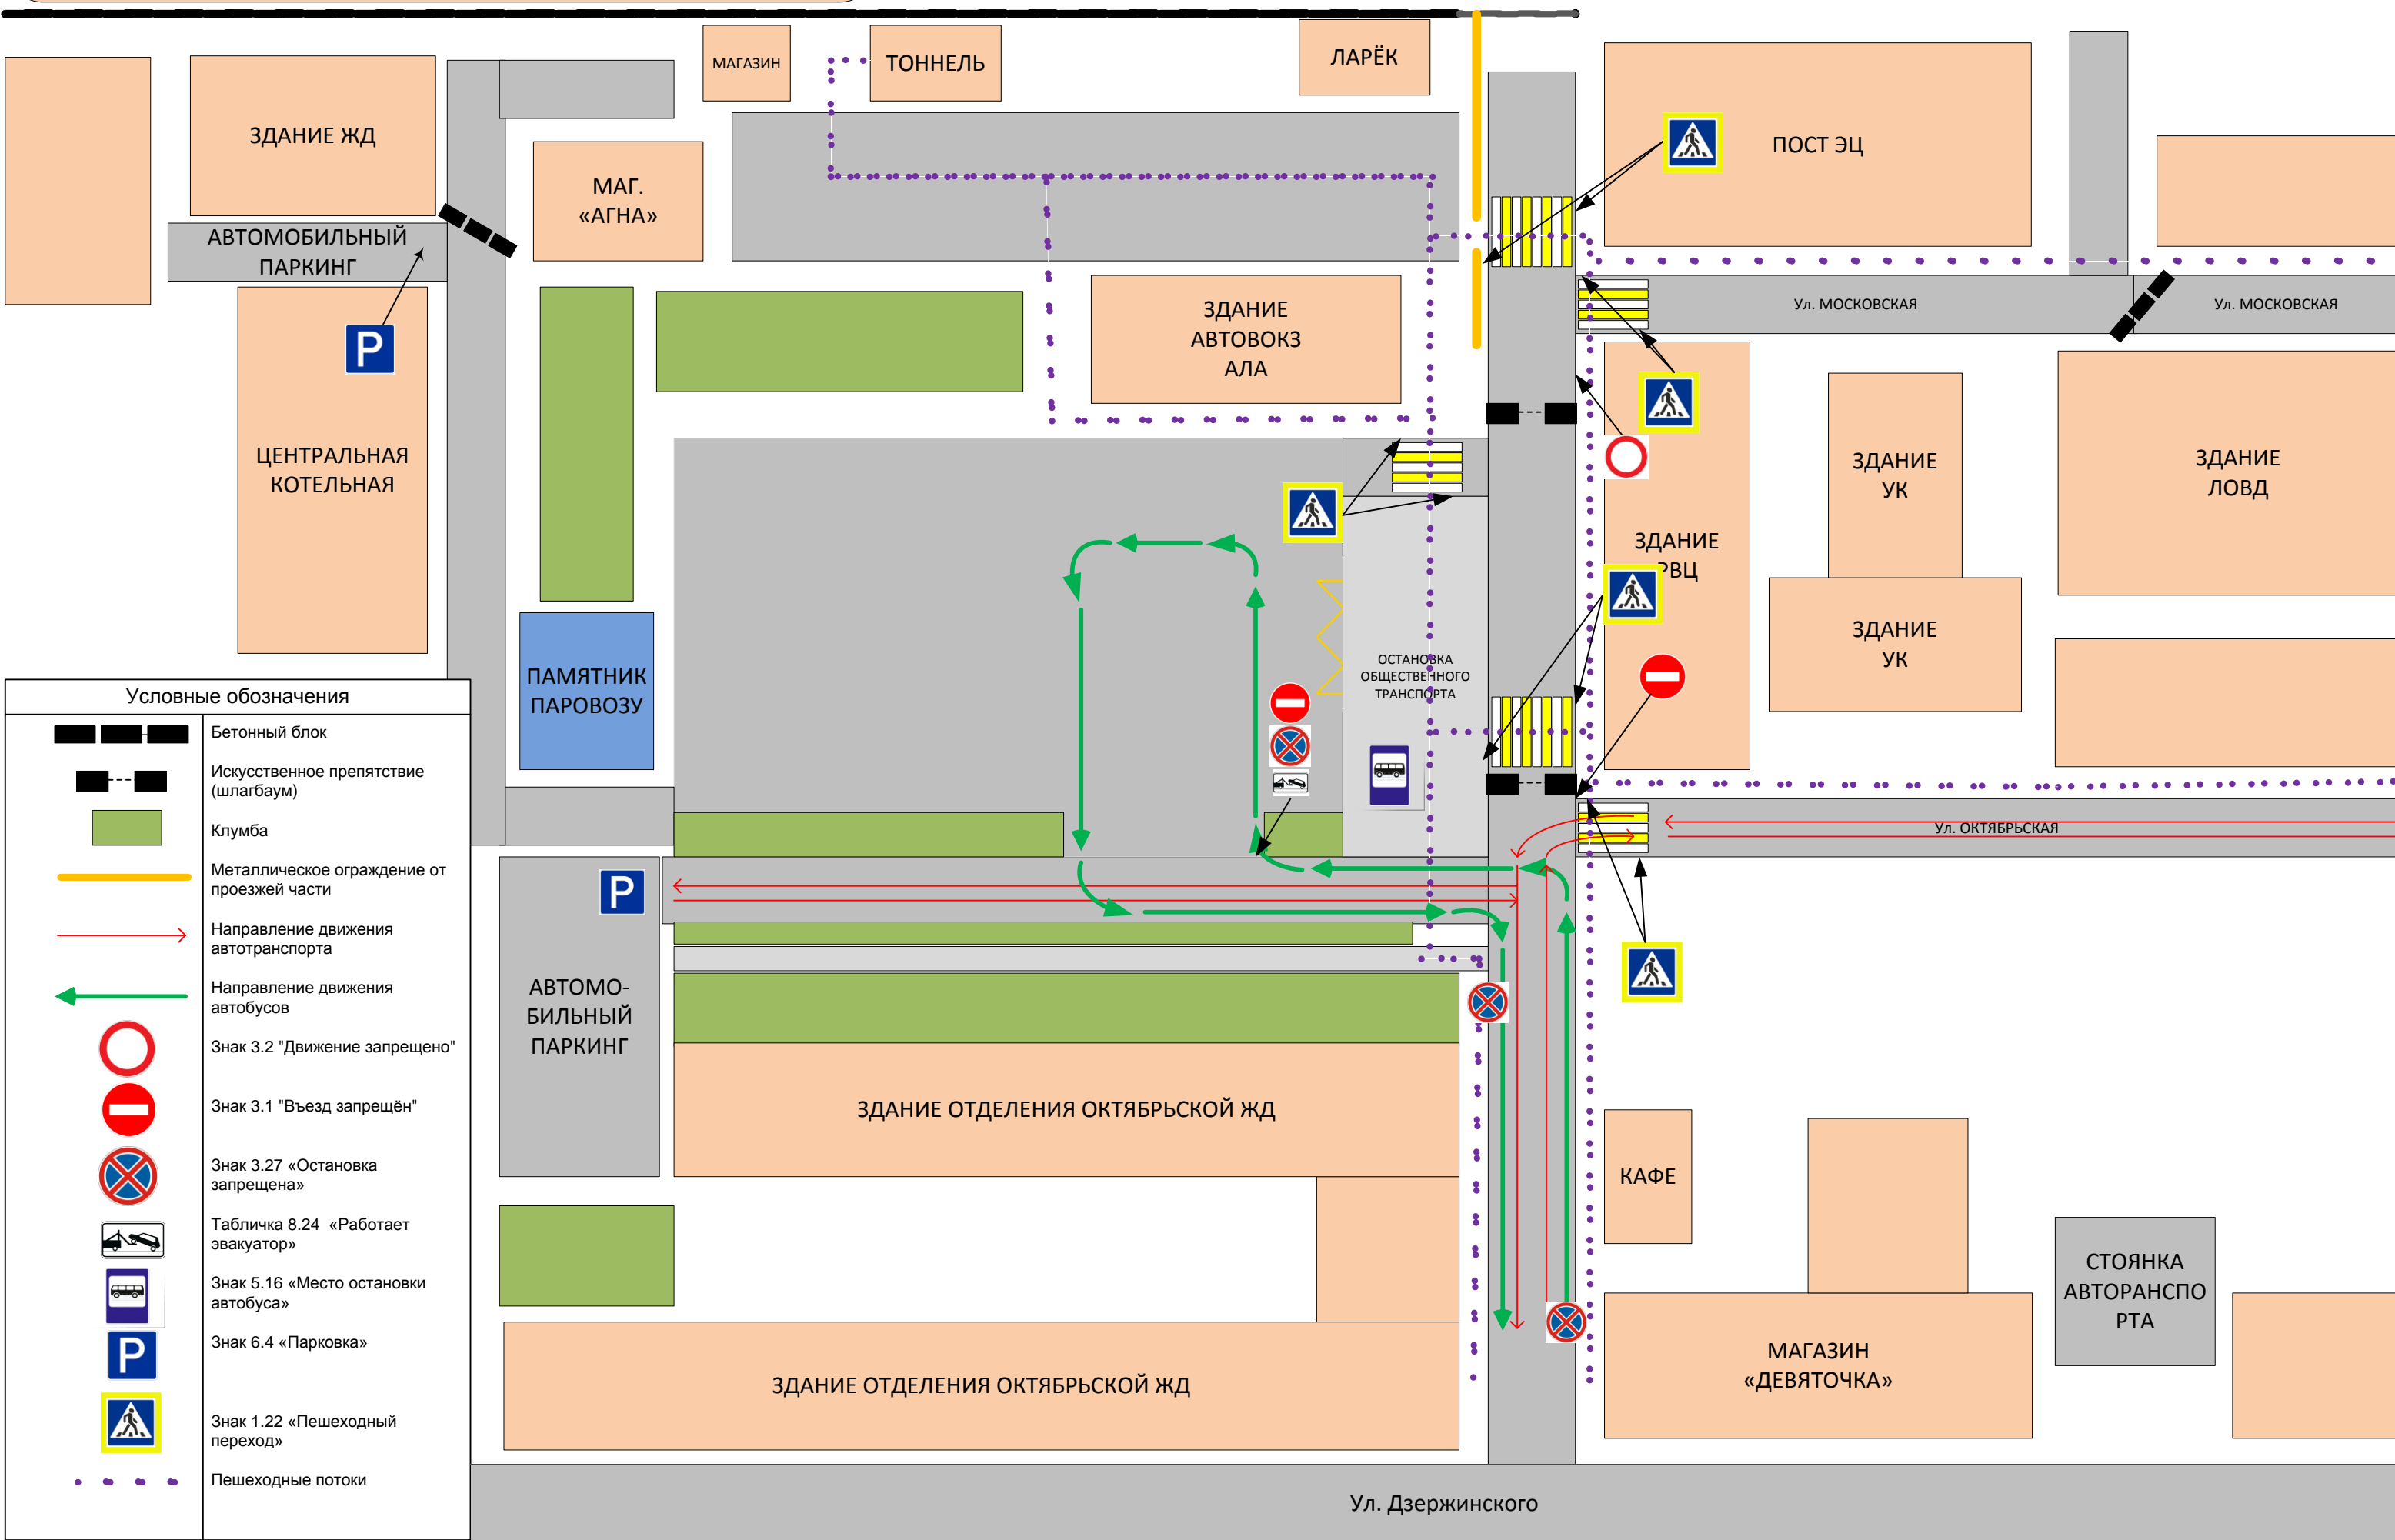 МАГАЗИН
ТОННЕЛЬ
ЛАРЁК
ЗДАНИЕ ЖД
ПОСТ ЭЦ
МАГ.
«АГНА»
АВТОМОБИЛЬНЫЙ
ПАРКИНГ
P
ЗДАНИЕ
АВТОВОКЗ
АЛА
Ул. МОСКОВСКАЯ
Ул. МОСКОВСКАЯ
ЦЕНТРАЛЬНАЯ
КОТЕЛЬНАЯ
ЗДАНИЕ
УК
ЗДАНИЕ
ЛОВД
ЗДАНИЕ
РВЦ
ЗДАНИЕ
УК
ПАМЯТНИК
ПАРОВОЗУ
ОСТАНОВКА
ОБЩЕСТВЕННОГО
ТРАНСПОРТА
Ул. ОКТЯБРЬСКАЯ
P
АВТОМО-
БИЛЬНЫЙ
ПАРКИНГ
ЗДАНИЕ ОТДЕЛЕНИЯ ОКТЯБРЬСКОЙ ЖД
КАФЕ
СТОЯНКА
АВТОРАНСПО
РТА
МАГАЗИН
«ДЕВЯТОЧКА»
ЗДАНИЕ ОТДЕЛЕНИЯ ОКТЯБРЬСКОЙ ЖД
Ул. Дзержинского
Условные обозначения
Бетонный блок
Искусственное препятствие
(шлагбаум)
Клумба
Металлическое ограждение от
проезжей части
Направление движения
автотранспорта
Направление движения
автобусов
Знак 3.2 "Движение запрещено"
Знак 3.1 "Въезд запрещён"
Знак 3.27 «Остановка
запрещена»
Табличка 8.24 «Работает
эвакуатор»
Знак 5.16 «Место остановки
автобуса»
P
Знак 6.4 «Парковка»
Знак 1.22 «Пешеходный
переход»
Пешеходные потоки